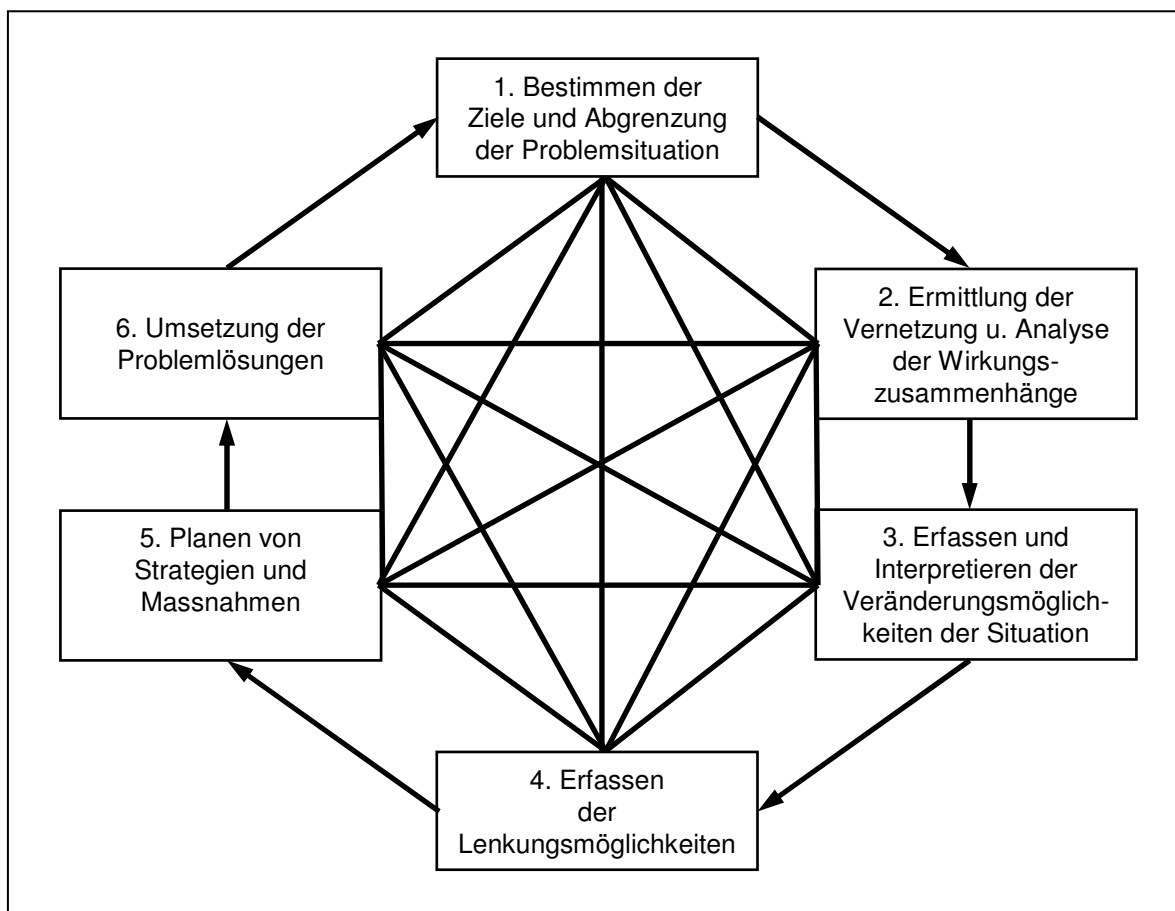 1. Bestimmen der
Ziele und Abgrenzung
der Problemsituation
2. Ermittlung der
Vernetzung u. Analyse
der Wirkungs-
zusammenhänge
3. Erfassen und
Interpretieren der
Veränderungsmöglich-
keiten der Situation
4. Erfassen
der
Lenkungsmöglichkeiten
5. Planen von
Strategien und
Massnahmen
6. Umsetzung der
Problemlösungen